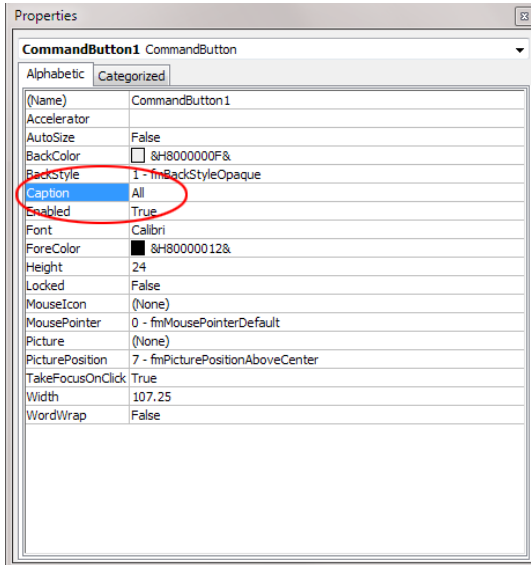 Properties
CommandButton1 CommandButton
Alphabetic Categorized
(Name) CommandButton1
Accelerator
AutoSize False
BackColor &H8000000F&
BackStyle 1 - fmBackStyleOpaque
Caption All
Enabled True
Font Calibri
ForeColor &H80000012&
Height 24
Locked False
MouseIcon (None)
MousePointer 0 - fmMousePointerDefault
Picture (None)
PicturePosition 7 - fmPicturePositionAboveCenter
TakeFocusOnClick True
Width 107.25
WordWrap False